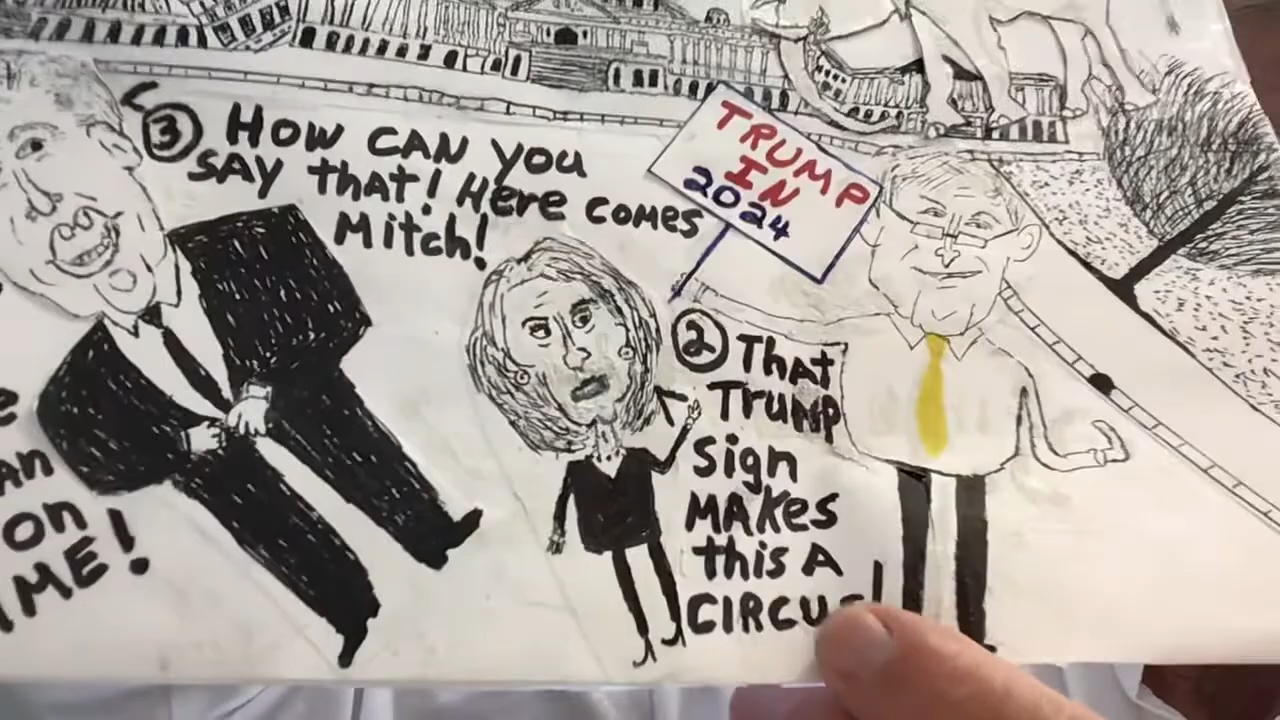 ③ HOW CAN YOU
SAY THAT! HERE COMES
MITCH!
TRUMP
IN
2024
② THAT
TRUMP
SIGN
MAKES
THIS A
ON
ME!